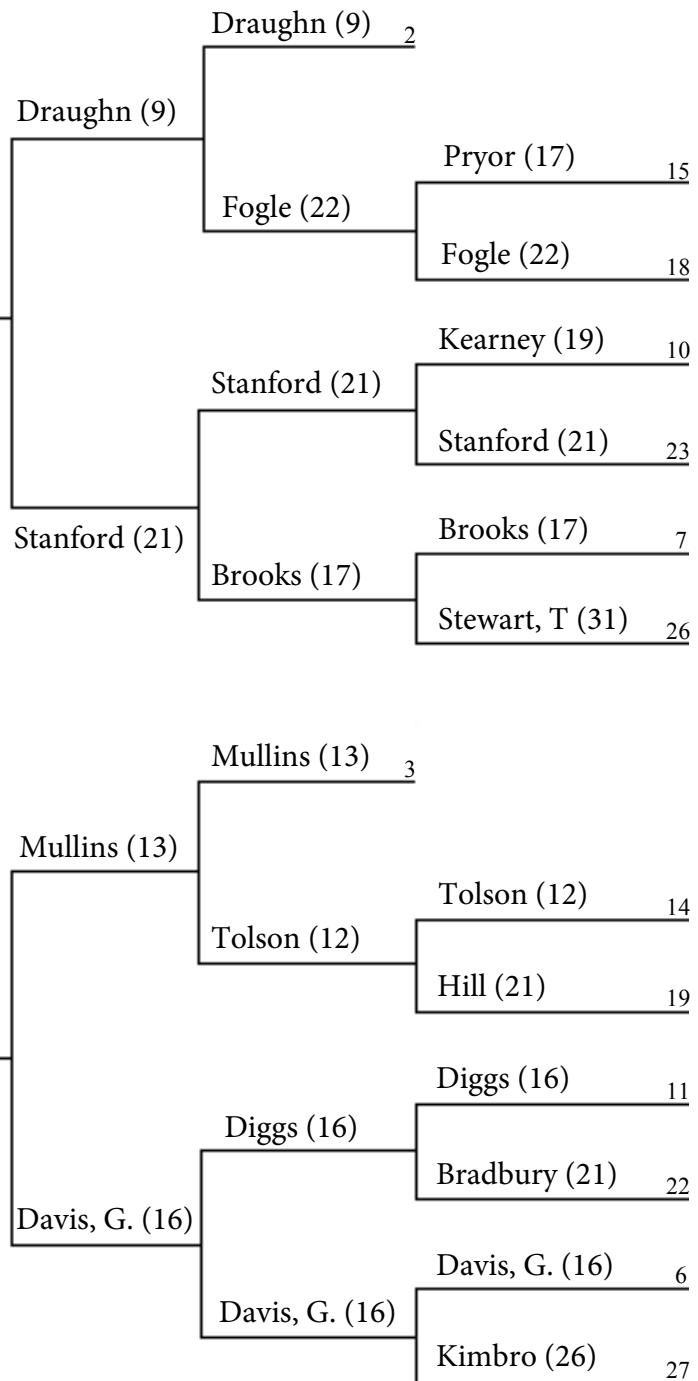 Draughn (9) 2
Draughn (9)
Pryor (17) 15
Fogle (22)
Fogle (22) 18
Kearney (19) 10
Stanford (21)
Stanford (21) 23
Stanford (21)
Brooks (17) 7
Brooks (17)
Stewart, T (31) 26
Mullins (13) 3
Mullins (13)
Tolson (12) 14
Tolson (12)
Hill (21) 19
Diggs (16) 11
Diggs (16)
Bradbury (21) 22
Davis, G. (16)
Davis, G. (16) 6
Davis, G. (16)
Kimbro (26) 27